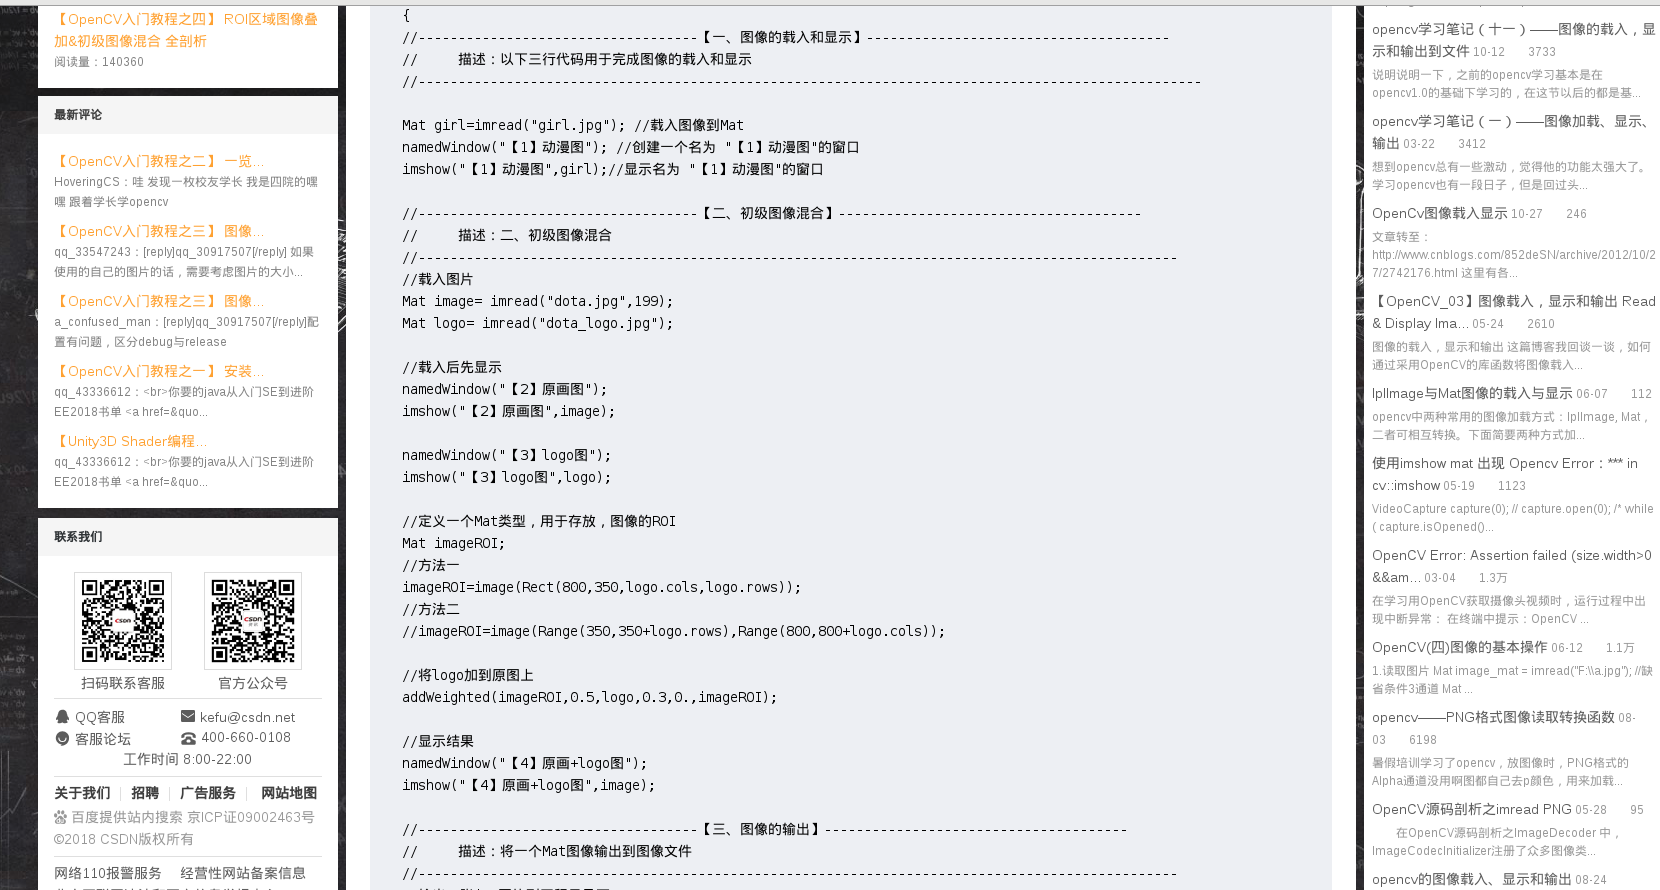 【OpenCV入门教程之四】 ROI区域图像叠
加&初级图像混合 全剖析
阅读量：140360
最新评论
【OpenCV入门教程之二】 一览...
HoveringCS：哇 发现一枚校友学长 我是四院的嘿
嘿 跟着学长学opencv
【OpenCV入门教程之三】 图像...
qq_33547243：[reply]qq_30917507[/reply] 如果
使用的自己的图片的话，需要考虑图片的大小...
【OpenCV入门教程之三】 图像...
a_confused_man：[reply]qq_30917507[/reply]配
置有问题，区分debug与release
【OpenCV入门教程之一】 安装...
qq_43336612：<br>你要的java从入门SE到进阶
EE2018书单 <a href=&quo...
【Unity3D Shader编程...
qq_43336612：<br>你要的java从入门SE到进阶
EE2018书单 <a href=&quo...
联系我们
CSDN
CSDN
扫码联系客服
官方公众号
QQ客服
kefu@csdn.net
客服论坛
400-660-0108
工作时间 8:00-22:00
关于我们 招聘 广告服务 网站地图
百度提供站内搜索 京ICP证09002463号
©2018 CSDN版权所有
网络110报警服务 经营性网站备案信息
{
//-----------------------------------【一、图像的载入和显示】--------------------------------------
//     描述：以下三行代码用于完成图像的载入和显示
//--------------------------------------------------------------------------------------------------
Mat girl=imread("girl.jpg"); //载入图像到Mat
namedWindow("【1】动漫图"); //创建一个名为 "【1】动漫图"的窗口
imshow("【1】动漫图",girl);//显示名为 "【1】动漫图"的窗口
//-----------------------------------【二、初级图像混合】--------------------------------------
//     描述：二、初级图像混合
//-----------------------------------------------------------------------------------------------
//载入图片
Mat image= imread("dota.jpg",199);
Mat logo= imread("dota_logo.jpg");
//载入后先显示
namedWindow("【2】原画图");
imshow("【2】原画图",image);
namedWindow("【3】logo图");
imshow("【3】logo图",logo);
//定义一个Mat类型，用于存放，图像的ROI
Mat imageROI;
//方法一
imageROI=image(Rect(800,350,logo.cols,logo.rows));
//方法二
//imageROI=image(Range(350,350+logo.rows),Range(800,800+logo.cols));
//将logo加到原图上
addWeighted(imageROI,0.5,logo,0.3,0.,imageROI);
//显示结果
namedWindow("【4】原画+logo图");
imshow("【4】原画+logo图",image);
//-----------------------------------【三、图像的输出】--------------------------------------
//     描述：将一个Mat图像输出到图像文件
//-----------------------------------------------------------------------------------------------
opencv学习笔记（十一）——图像的载入，显
示和输出到文件 10-12 3733
说明说明一下，之前的opencv学习基本是在
opencv1.0的基础下学习的，在这节以后的都是基...
opencv学习笔记（一）——图像加载、显示、
输出 03-22 3412
想到opencv总有一些激动，觉得他的功能太强大了。
学习opencv也有一段日子，但是回过头...
OpenCv图像载入显示 10-27 246
文章转至：
http://www.cnblogs.com/852deSN/archive/2012/10/2
7/2742176.html 这里有各...
【OpenCV_03】图像载入，显示和输出 Read
& Display Ima... 05-24 2610
图像的载入，显示和输出 这篇博客我回谈一谈，如何
通过采用OpenCV的库函数将图像载入...
IplImage与Mat图像的载入与显示 06-07 112
opencv中两种常用的图像加载方式：IplImage, Mat，
二者可相互转换。下面简要两种方式加...
使用imshow mat 出现 Opencv Error：*** in
cv::imshow 05-19 1123
VideoCapture capture(0); // capture.open(0); /* while
( capture.isOpened()...
OpenCV Error: Assertion failed (size.width>0
&&am... 03-04 1.3万
在学习用OpenCV获取摄像头视频时，运行过程中出
现中断异常： 在终端中提示：OpenCV ...
OpenCV(四)图像的基本操作 06-12 1.1万
1.读取图片 Mat image_mat = imread("F:\\a.jpg"); //缺
省条件3通道 Mat ...
opencv——PNG格式图像读取转换函数 08-
03 6198
暑假培训学习了opencv，放图像时，PNG格式的
Alpha通道没用啊图都自己去p颜色，用来加载...
OpenCV源码剖析之imread PNG 05-28 95
在OpenCV源码剖析之ImageDecoder 中，
ImageCodecInitializer注册了众多图像类...
opencv的图像载入、显示和输出 08-24